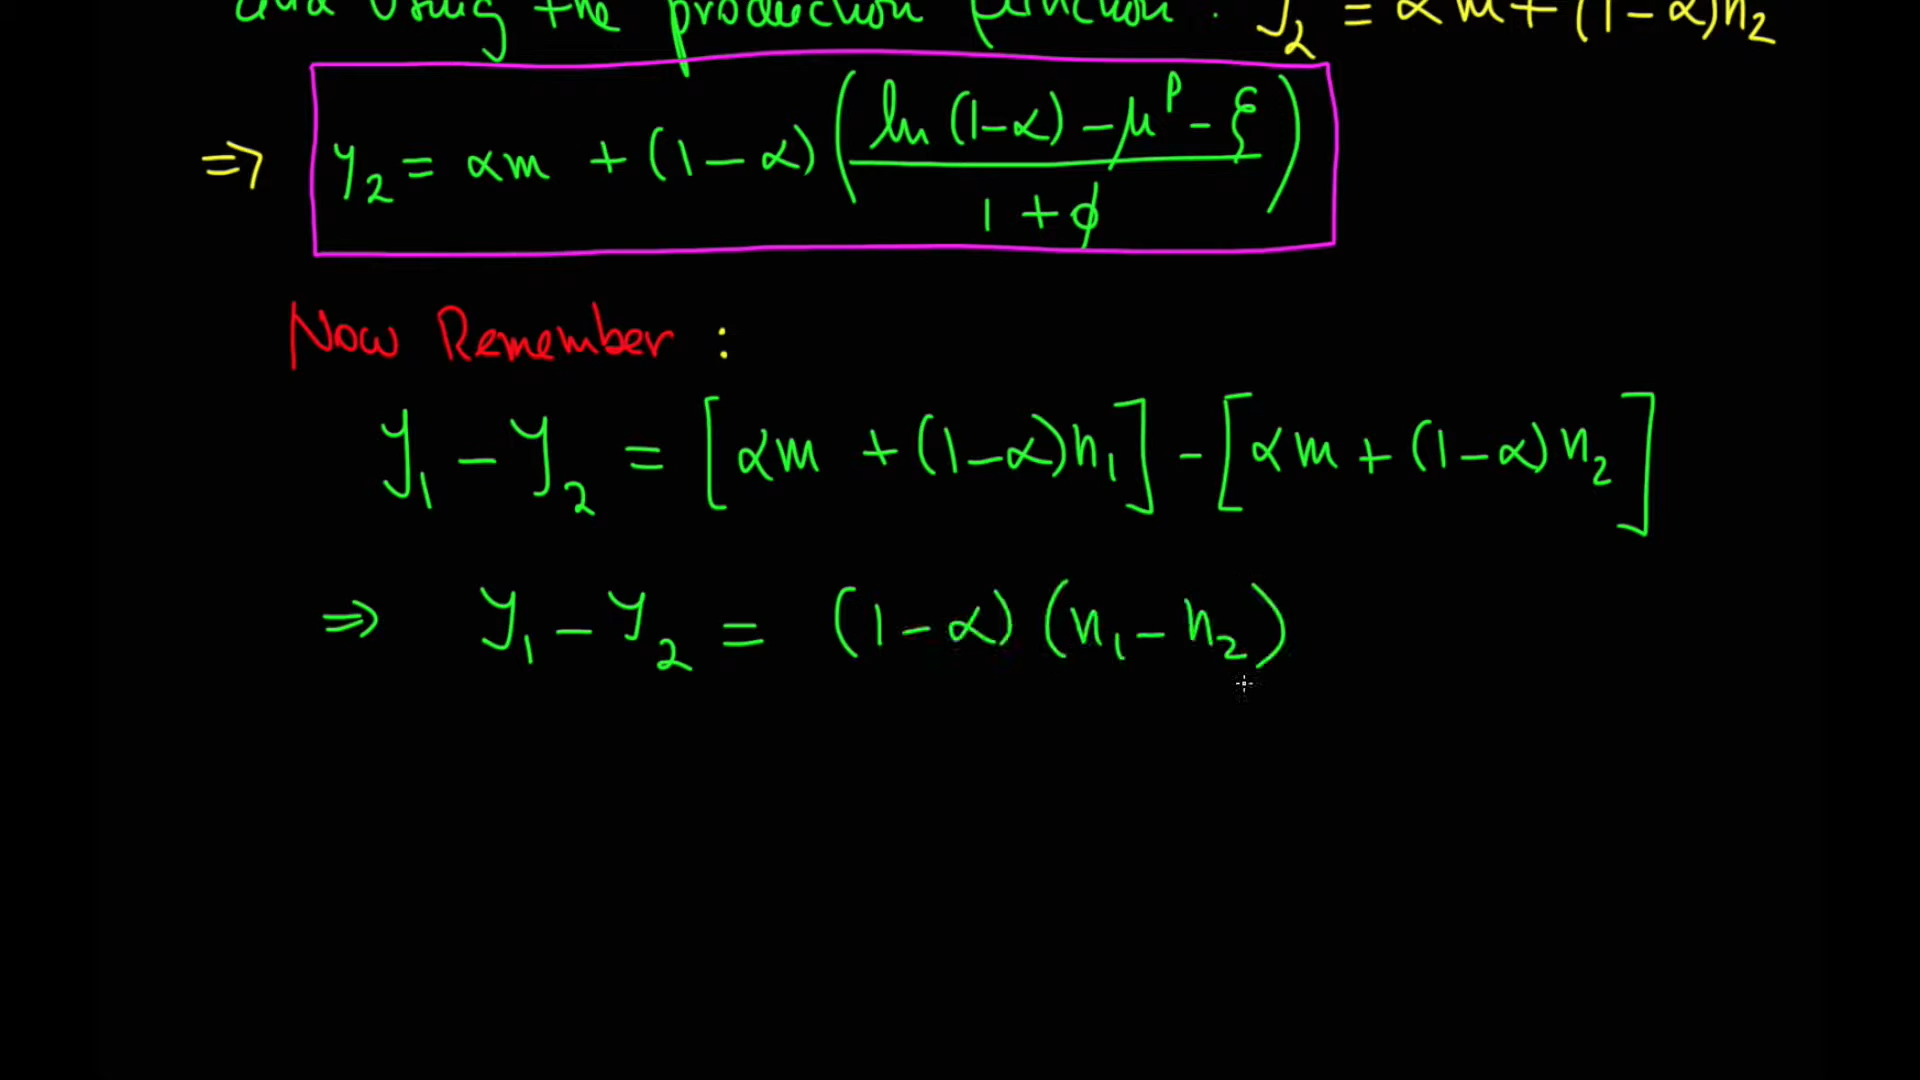 and using the production function : y₂ = αm + (1-α)n₂
⇒ y₂ = αm + (1-α) ( (ln (1-α) - μᵖ - ξ) / (1 + φ) )
Now Remember :
y₁ - y₂ = [αm + (1-α)n₁] - [αm + (1-α)n₂]
⇒ y₁ - y₂ = (1-α) (n₁ - n₂)